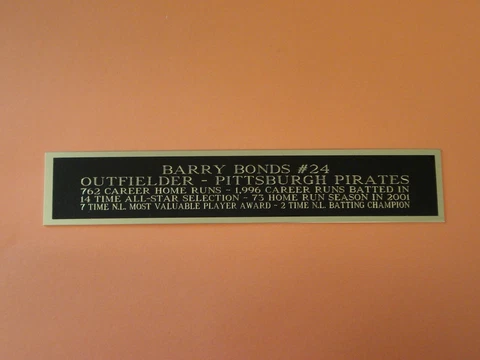 BARRY BONDS #24
OUTFIELDER - PITTSBURGH PIRATES
762 CAREER HOME RUNS - 1,996 CAREER RUNS BATTED IN
14 TIME ALL-STAR SELECTION - 73 HOME RUN SEASON IN 2001
7 TIME N.L. MOST VALUABLE PLAYER AWARD - 2 TIME N.L. BATTING CHAMPION